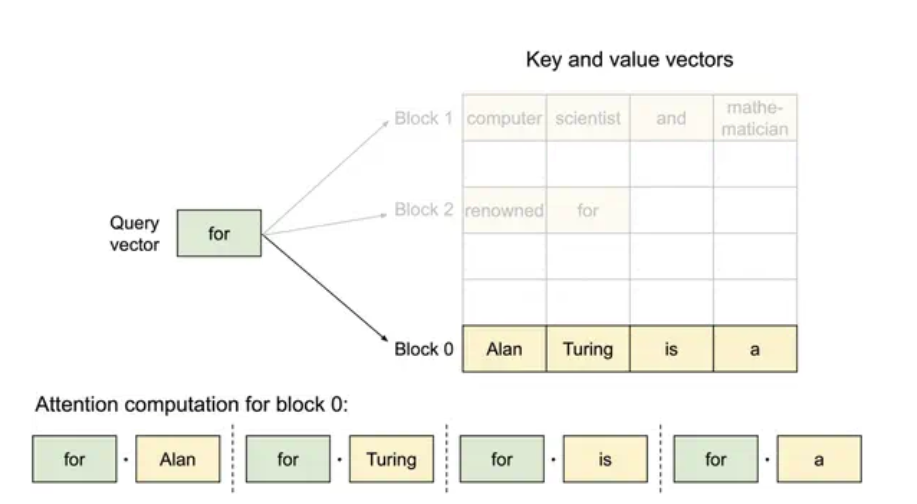 Key and value vectors
Block 1 computer scientist and mathe-
matician
Block 2 renowned for
Query
vector
for
Block 0 Alan Turing is a
Attention computation for block 0:
for · Alan for · Turing for · is for · a